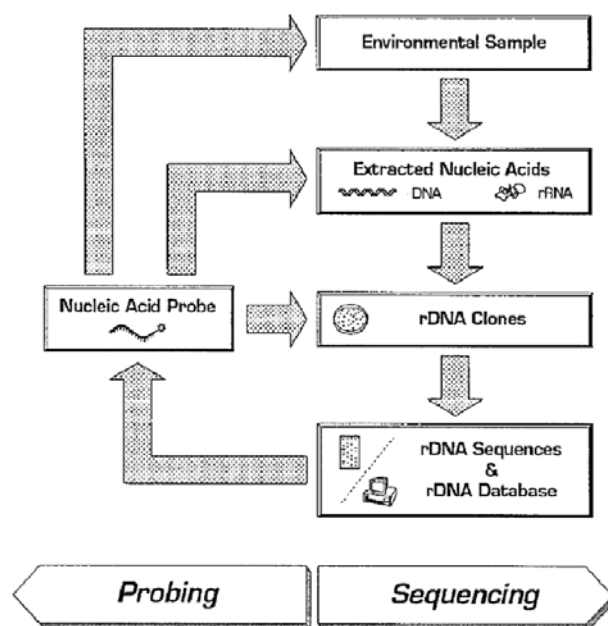 Environmental Sample
Extracted Nucleic Acids
DNA rRNA
Nucleic Acid Probe
rDNA Clones
rDNA Sequences
&
rDNA Database
Probing
Sequencing